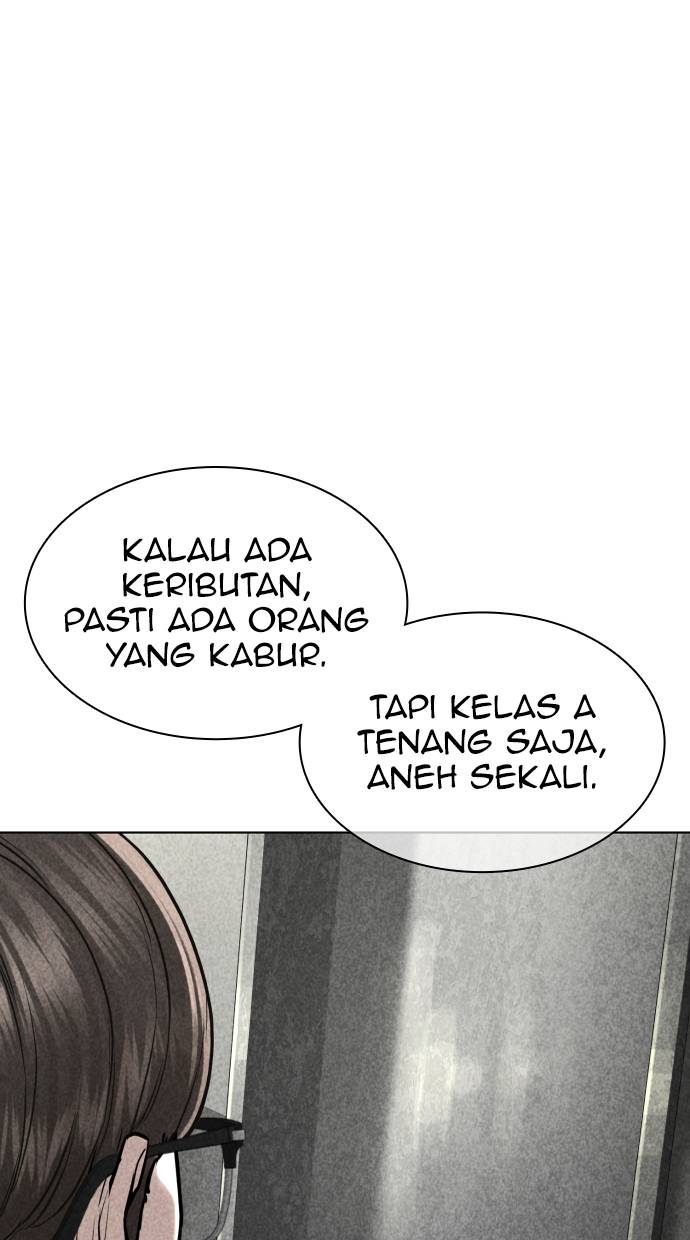 KALAU ADA
KERIBUTAN,
PASTI ADA ORANG
YANG KABUR.
TAPI KELAS A
TENANG SAJA,
ANEH SEKALI.